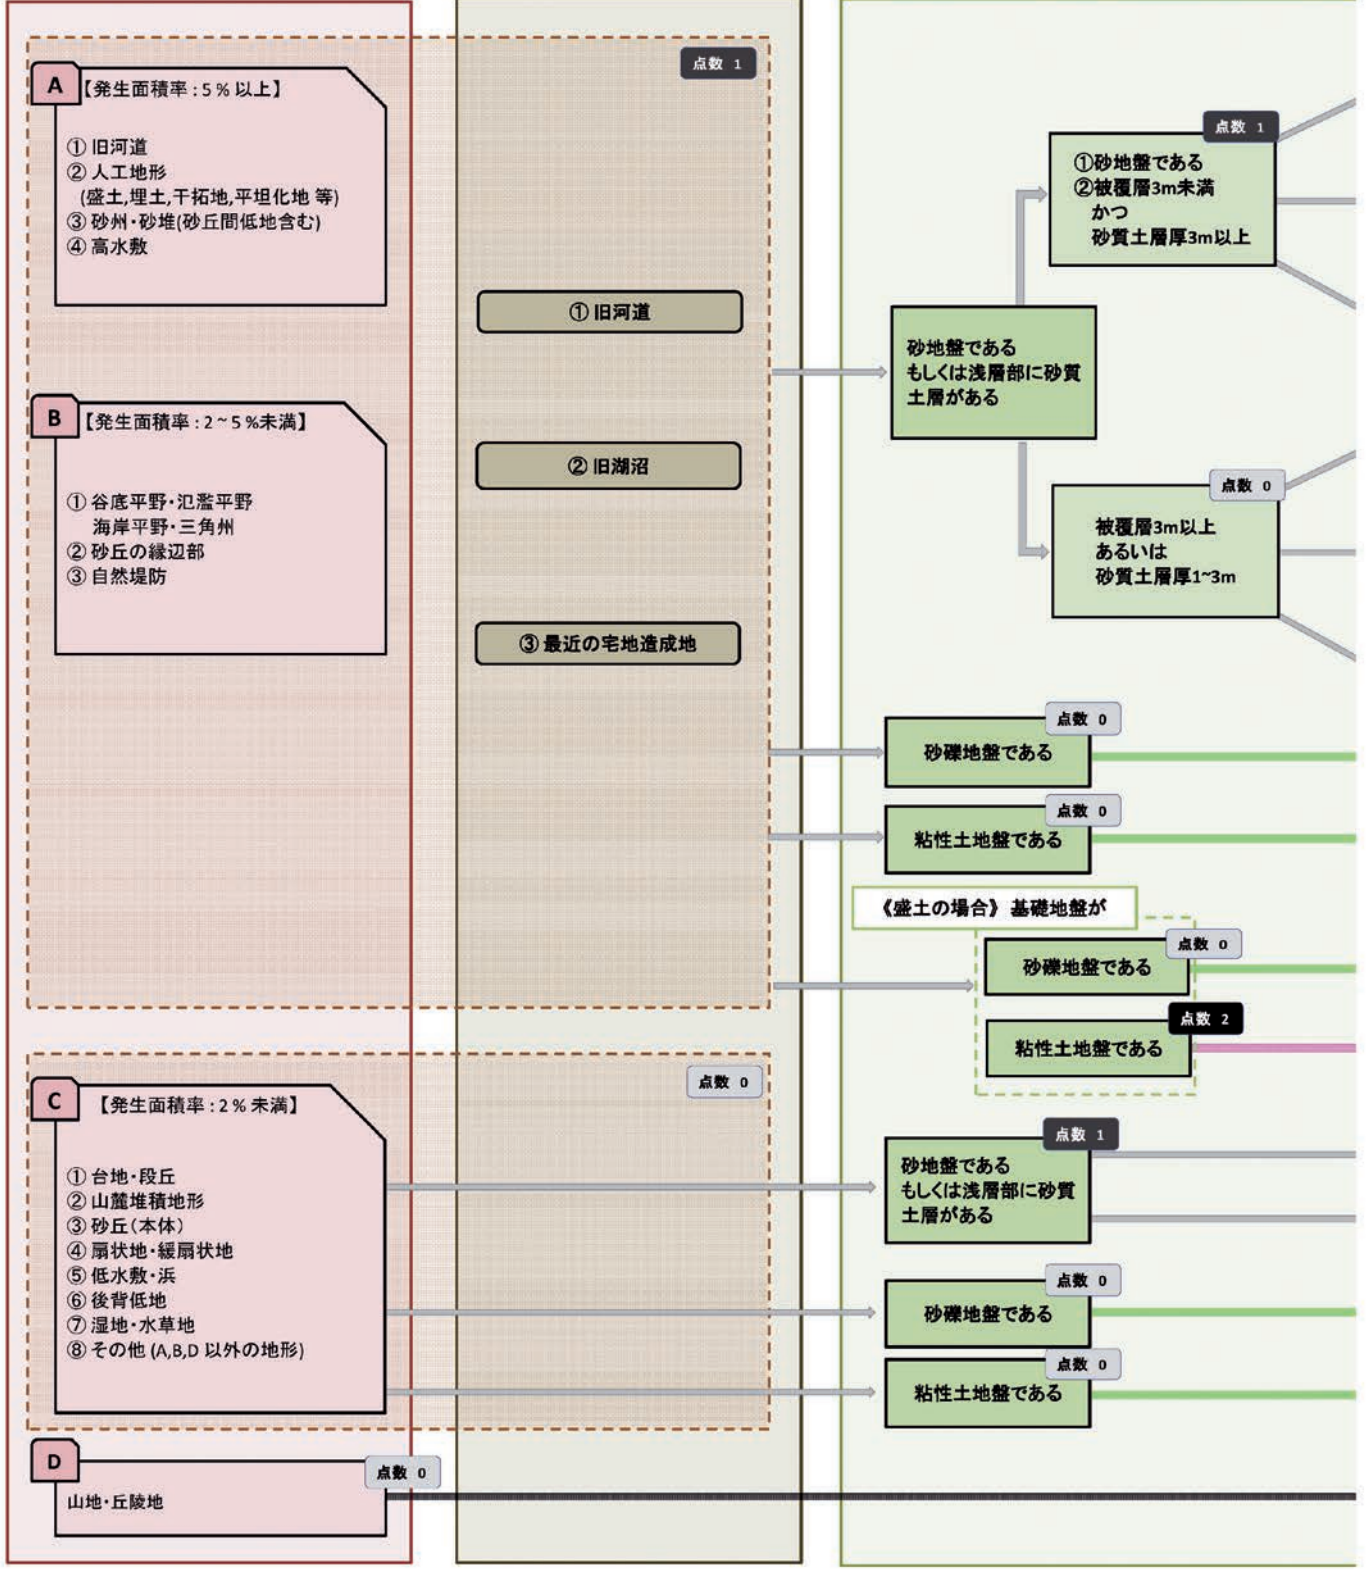 点数 1
A
【発生面積率：5 % 以上】
① 旧河道
② 人工地形
(盛土,埋土,干拓地,平坦化地 等)
③ 砂州・砂堆(砂丘間低地含む)
④ 高水敷
B
【発生面積率：2 ~ 5 %未満】
① 谷底平野・氾濫平野
海岸平野・三角州
② 砂丘の縁辺部
③ 自然堤防
① 旧河道
② 旧湖沼
③ 最近の宅地造成地
砂地盤である
もしくは浅層部に砂質
土層がある
点数 1
①砂地盤である
②被覆層3m未満
かつ
砂質土層厚3m以上
点数 0
被覆層3m以上
あるいは
砂質土層厚1~3m
点数 0
砂礫地盤である
点数 0
粘性土地盤である
《盛土の場合》 基礎地盤が
点数 0
砂礫地盤である
点数 2
粘性土地盤である
点数 0
C
【発生面積率：2 % 未満】
① 台地・段丘
② 山麓堆積地形
③ 砂丘（本体）
④ 扇状地・緩扇状地
⑤ 低水敷・浜
⑥ 後背低地
⑦ 湿地・水草地
⑧ その他 (A,B,D 以外の地形)
点数 1
砂地盤である
もしくは浅層部に砂質
土層がある
点数 0
砂礫地盤である
点数 0
粘性土地盤である
D
点数 0
山地・丘陵地